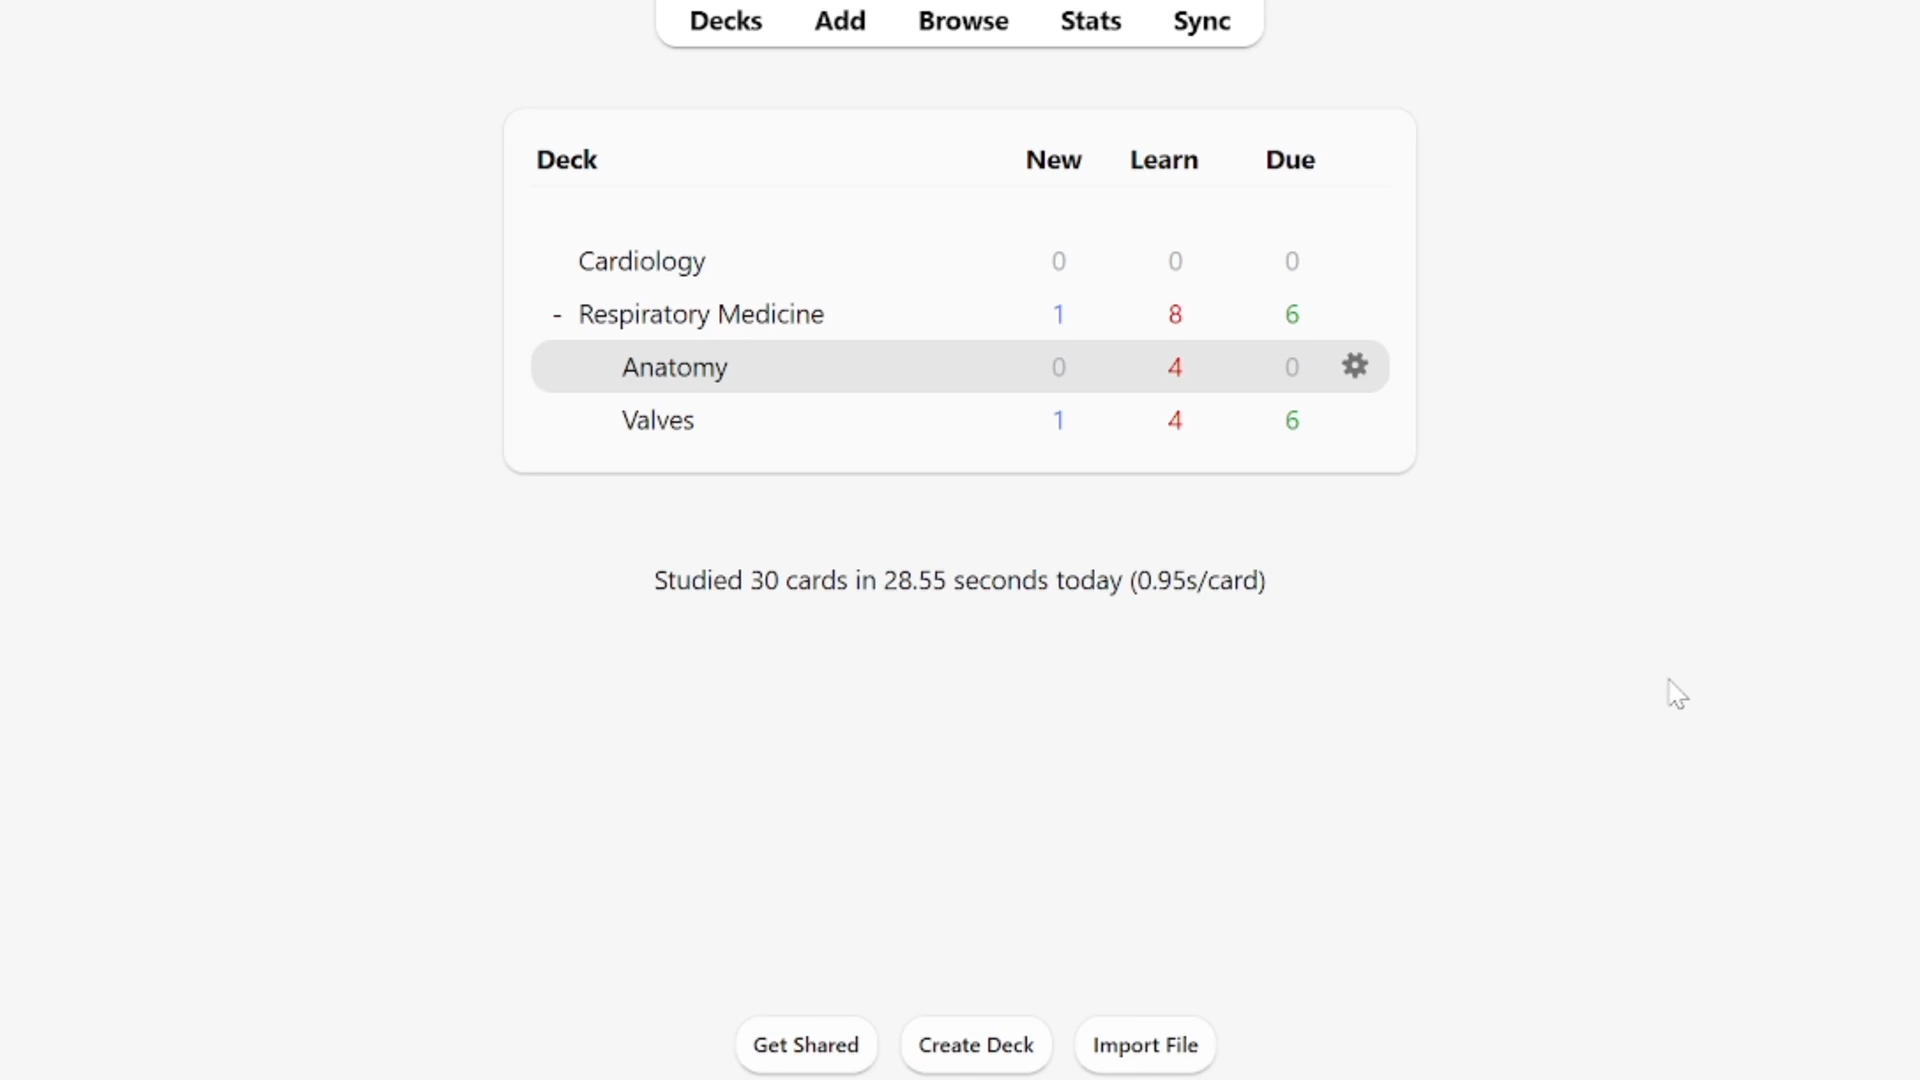 Decks Add Browse Stats Sync
Deck New Learn Due
Cardiology 0 0 0
- Respiratory Medicine 1 8 6
Anatomy 0 4 0
Valves 1 4 6
Studied 30 cards in 28.55 seconds today (0.95s/card)
Get Shared Create Deck Import File